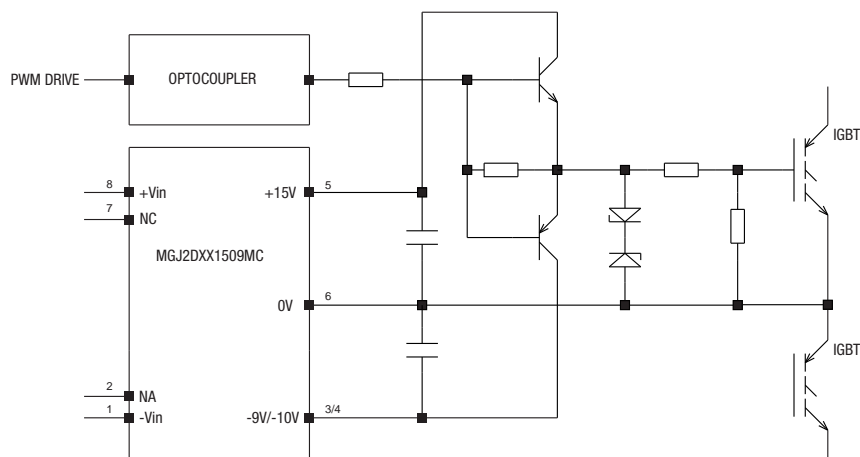 PWM DRIVE
OPTOCOUPLER
IGBT
8
+Vin
+15V
5
7
NC
MGJ2DXX1509MC
0V
6
IGBT
2
NA
1
-Vin
-9V/-10V
3/4